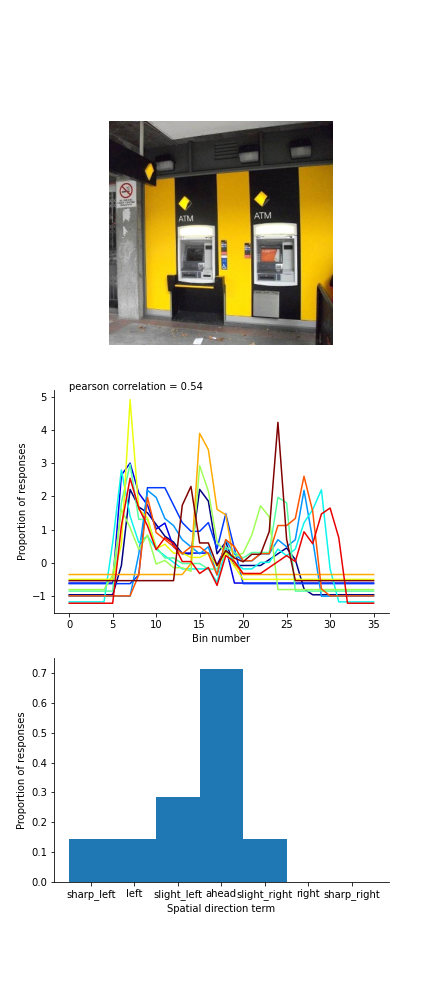 ATM
ATM
pearson correlation = 0.54
5
4
3
2
1
0
−1
Proportion of responses
0 5 10 15 20 25 30 35
Bin number
0.7
0.6
0.5
0.4
0.3
0.2
0.1
0.0
Proportion of responses
sharp_left left slight_left ahead slight_right right sharp_right
Spatial direction term